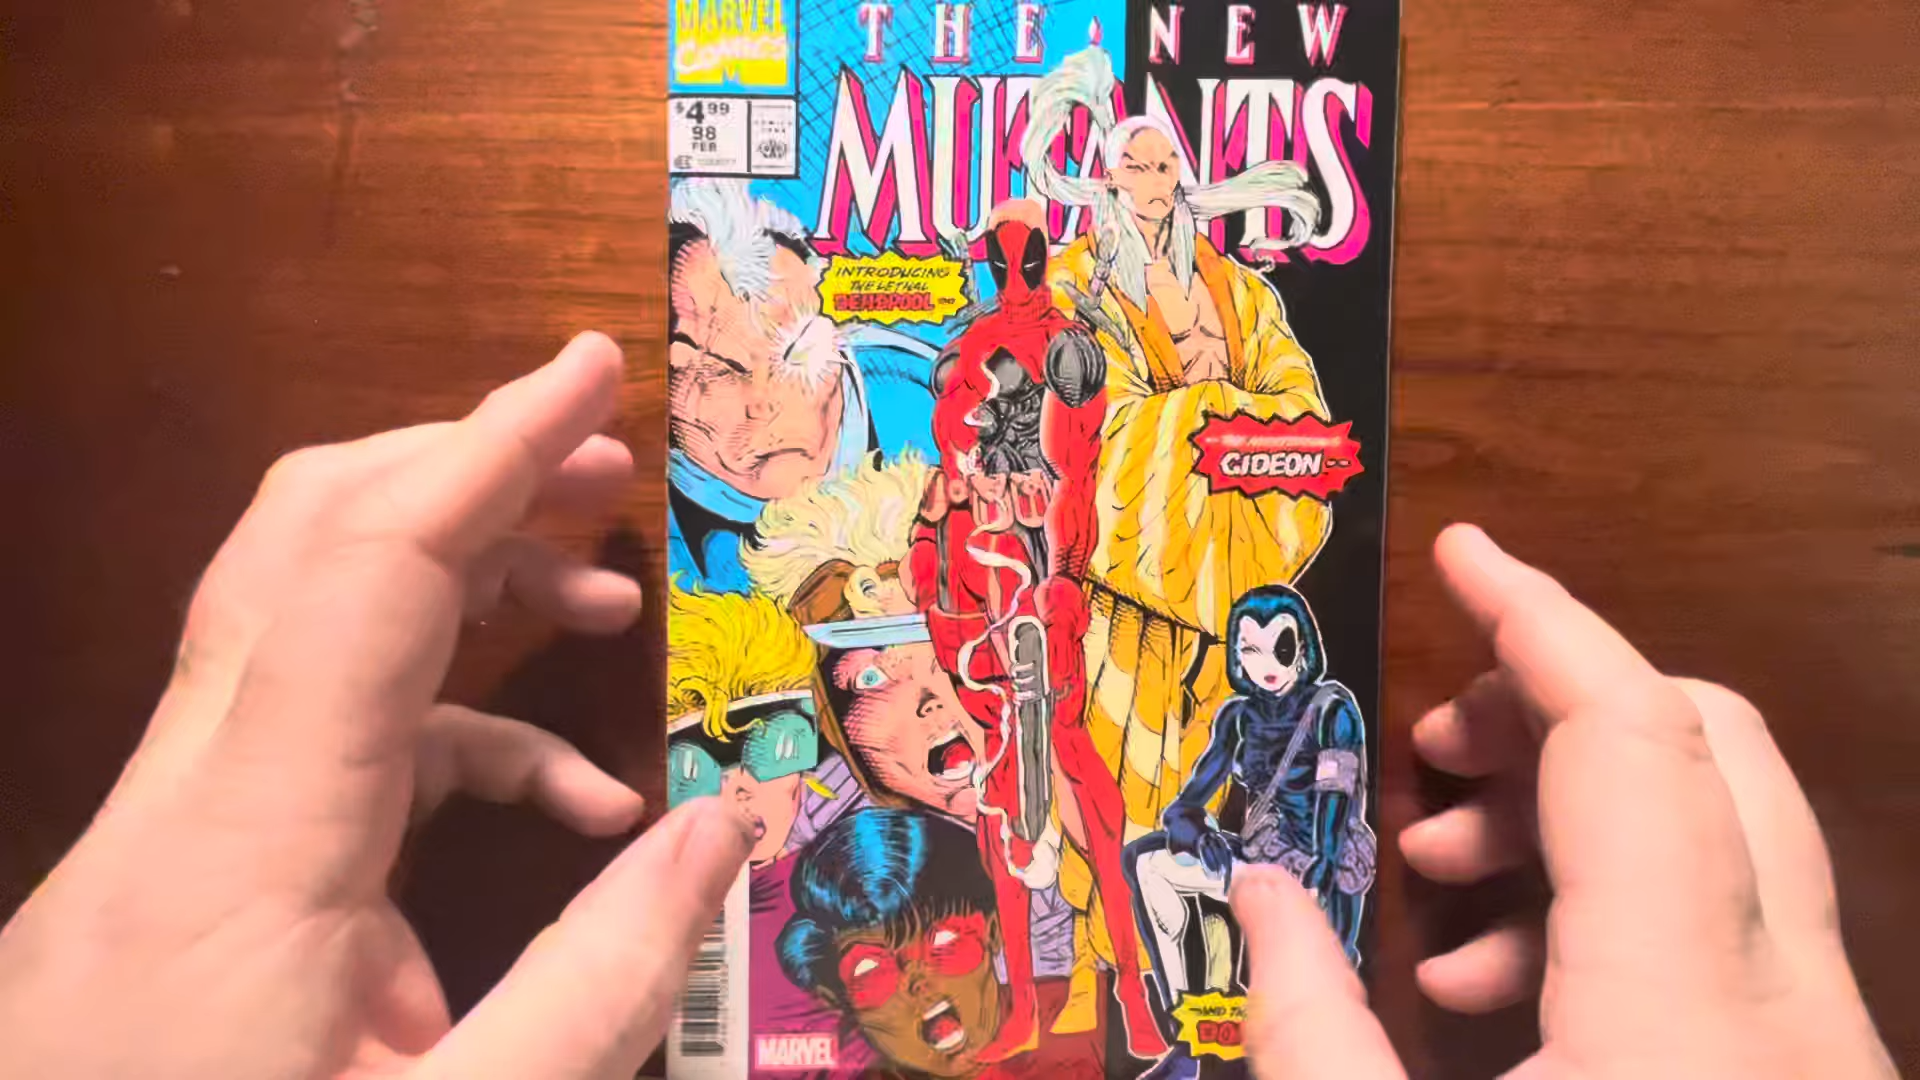 MARVEL
COMICS
THE NEW
MUTANTS
$4.99
98
FEB
INTRODUCING
THE LETHAL
DEADPOOL
GIDEON
MARVEL